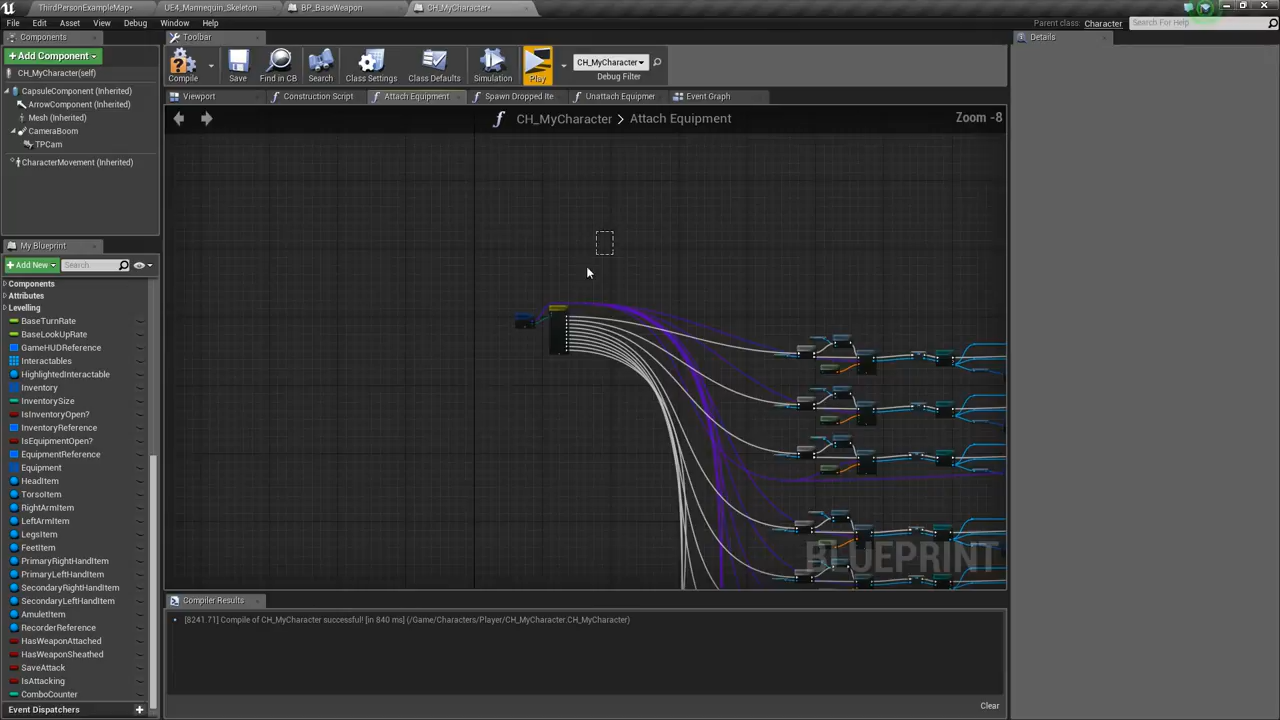 ThirdPersonExampleMap*
UE4_Mannequin_Skeleton
BP_BaseWeapon
CH_MyCharacter*
File Edit Asset View Debug Window Help
Parent class: Character
Search For Help
Components
Toolbar
Details
+Add Component
CH_MyCharacter(self)
CapsuleComponent (Inherited)
ArrowComponent (Inherited)
Mesh (Inherited)
CameraBoom
TPCam
CharacterMovement (Inherited)
Compile
Save
Find in CB
Search
Class Settings
Class Defaults
Simulation
Play
CH_MyCharacter
Debug Filter
Viewport
Construction Script
Attach Equipment
Spawn Dropped Ite
Unattach Equipmer
Event Graph
CH_MyCharacter > Attach Equipment
Zoom -8
BLUEPRINT
My Blueprint
+Add New
Search
Components
Attributes
Levelling
BaseTurnRate
BaseLookUpRate
GameHUDReference
Interactables
HighlightedInteractable
Inventory
InventorySize
IsInventoryOpen?
InventoryReference
IsEquipmentOpen?
EquipmentReference
Equipment
HeadItem
TorsoItem
RightArmItem
LeftArmItem
LegsItem
FeetItem
PrimaryRightHandItem
PrimaryLeftHandItem
SecondaryRightHandItem
SecondaryLeftHandItem
AmuletItem
RecorderReference
HasWeaponAttached
HasWeaponSheathed
SaveAttack
IsAttacking
ComboCounter
Event Dispatchers
Compiler Results
[8241.71] Compile of CH_MyCharacter successful! [in 840 ms] (/Game/Characters/Player/CH_MyCharacter.CH_MyCharacter)
Clear